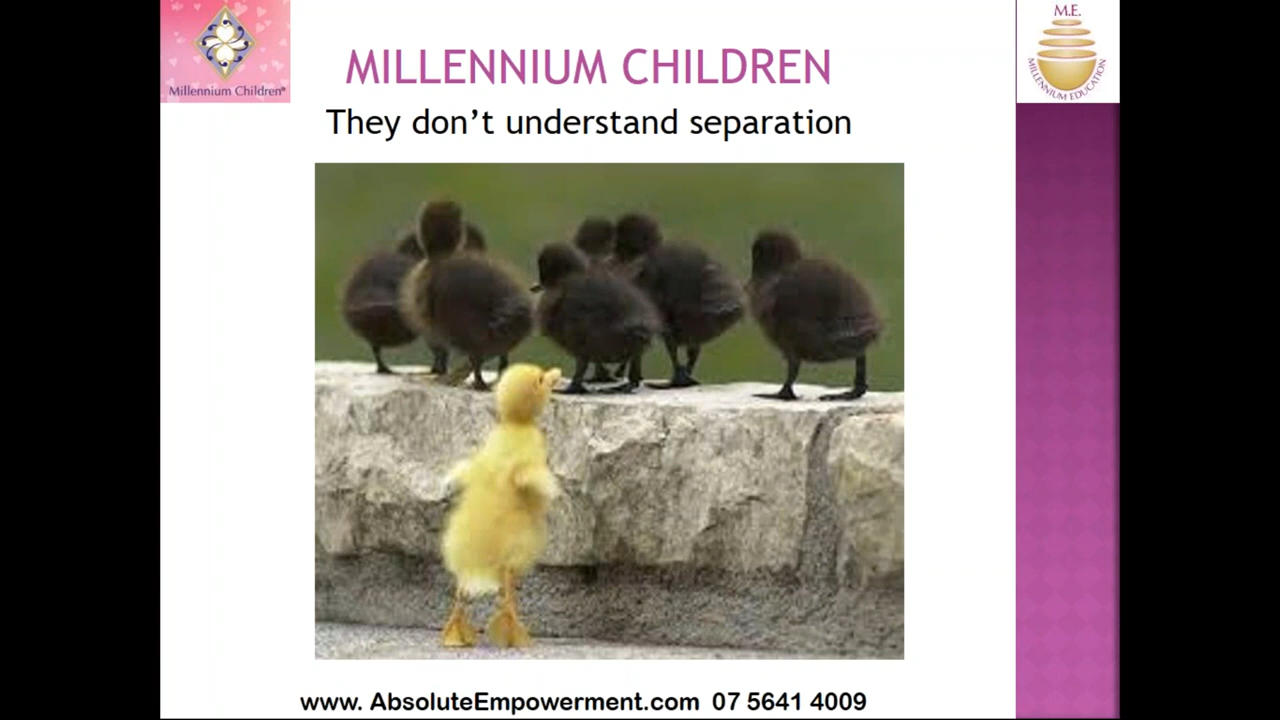 Millennium Children®
M.E.
MILLENNIUM EDUCATION
MILLENNIUM CHILDREN
They don't understand separation
www. AbsoluteEmpowerment.com 07 5641 4009